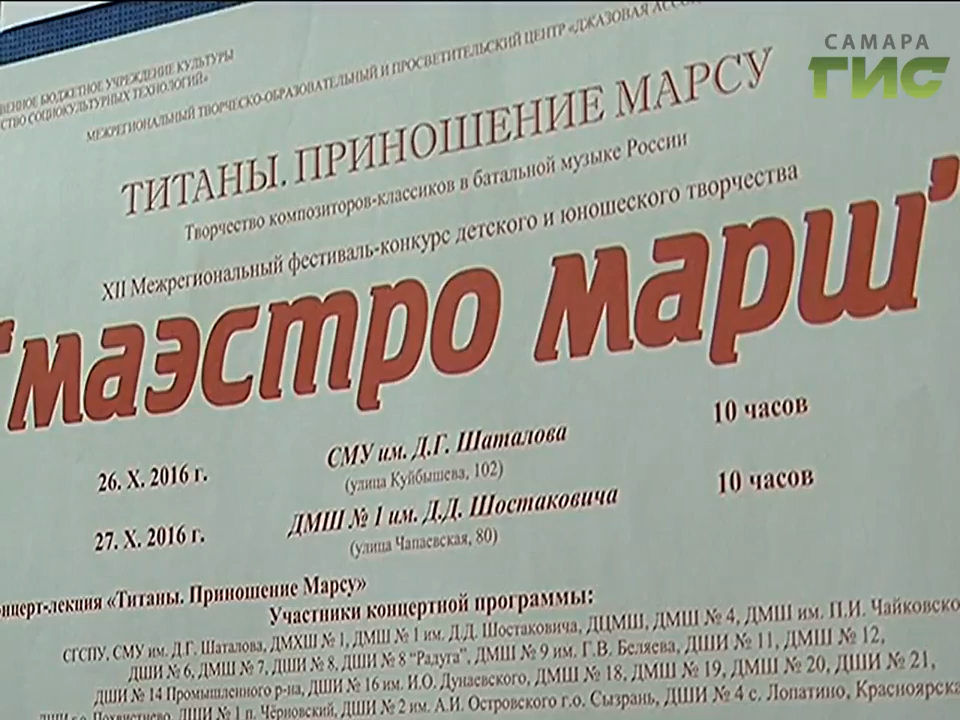 САМАРА
ГИС
ВЕННОЕ БЮДЖЕТНОЕ УЧРЕЖДЕНИЕ КУЛЬТУРЫ
СТВО СОЦИОКУЛЬТУРНЫХ ТЕХНОЛОГИЙ»
МЕЖРЕГИОНАЛЬНЫЙ ТВОРЧЕСКО-ОБРАЗОВАТЕЛЬНЫЙ И ПРОСВЕТИТЕЛЬСКИЙ ЦЕНТР «ДЖАЗОВАЯ АССО
ТИТАНЫ. ПРИНОШЕНИЕ МАРСУ
Творчество композиторов-классиков в батальной музыке России
XII Межрегиональный фестиваль-конкурс детского и юношеского творчества
"маэстро марш"
26. X. 2016 г. СМУ им. Д.Г. Шаталова 10 часов
(улица Куйбышева, 102)
27. X. 2016 г. ДМШ № 1 им. Д.Д. Шостаковича 10 часов
(улица Чапаевская, 80)
нцерт-лекция «Титаны. Приношение Марсу»
Участники концертной программы:
СГСПУ, СМУ им. Д.Г. Шаталова, ДМХШ № 1, ДМШ № 1 им. Д.Д. Шостаковича, ДЦМШ, ДМШ № 4, ДМШ им. П.И. Чайковско
ДШИ № 6, ДМШ № 7, ДШИ № 8, ДМШ № 8 "Радуга", ДМШ № 9 им. Г.В. Беляева, ДШИ № 11, ДМШ № 12,
ДШИ № 14 Промышленного р-на, ДШИ № 16 им. И.О. Дунаевского, ДМШ № 18, ДМШ № 19, ДМШ № 20, ДШИ № 21,
ДШИ г.о. Похвистнево, ДШИ № 1 п. Чёрновский, ДШИ № 2 им. А.И. Островского г.о. Сызрань, ДШИ № 4 с. Лопатино, Красноярска